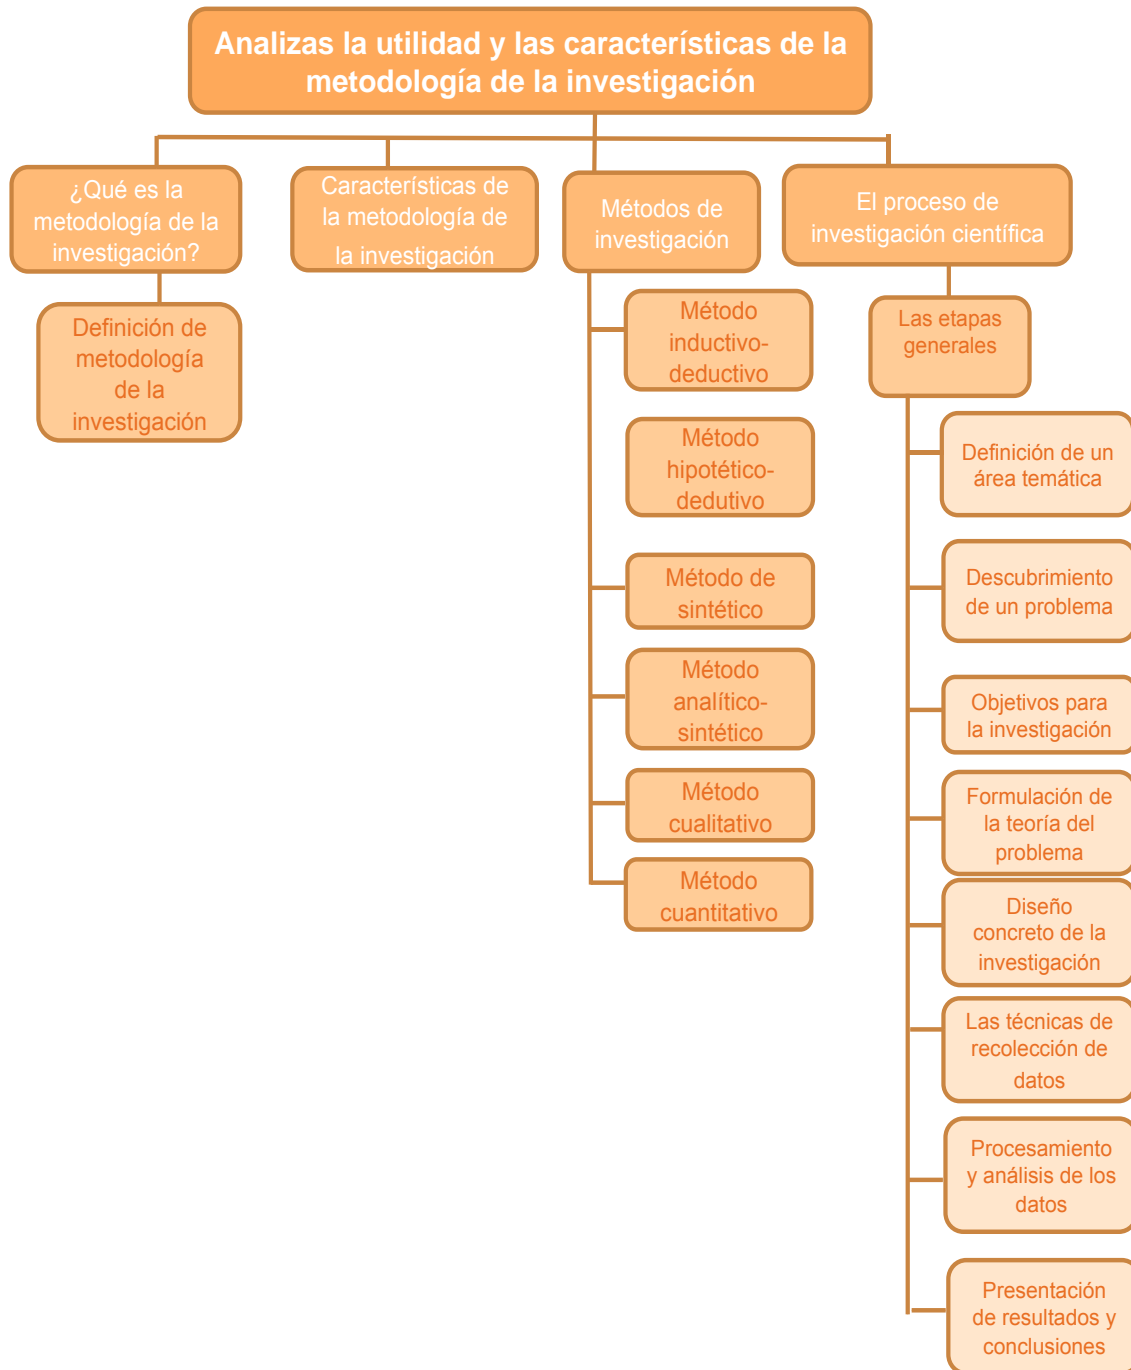 Analizas la utilidad y las características de la
metodología de la investigación
¿Qué es la
metodología de la
investigación?
Definición de
metodología
de la
investigación
Características de
la metodología de
la investigación
Métodos de
investigación
Método
inductivo-
deductivo
Método
hipotético-
dedutivo
Método de
sintético
Método
analítico-
sintético
Método
cualitativo
Método
cuantitativo
El proceso de
investigación científica
Las etapas
generales
Definición de un
área temática
Descubrimiento
de un problema
Objetivos para
la investigación
Formulación de
la teoría del
problema
Diseño
concreto de la
investigación
Las técnicas de
recolección de
datos
Procesamiento
y análisis de los
datos
Presentación
de resultados y
conclusiones